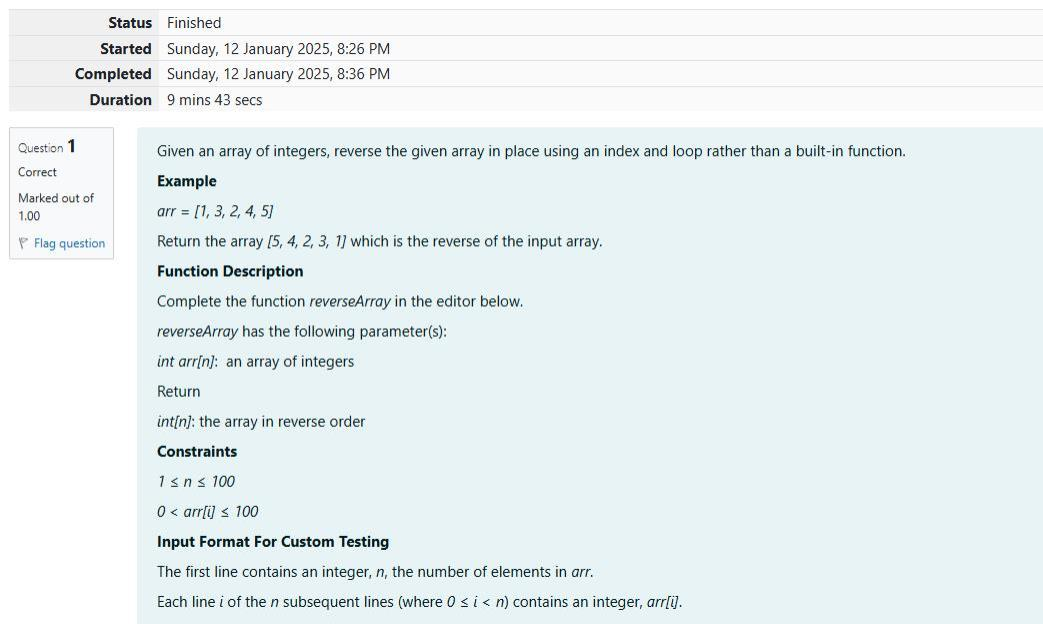 Status Finished
Started Sunday, 12 January 2025, 8:26 PM
Completed Sunday, 12 January 2025, 8:36 PM
Duration 9 mins 43 secs
Question 1
Correct
Marked out of
1.00
Flag question
Given an array of integers, reverse the given array in place using an index and loop rather than a built-in function.
Example
arr = [1, 3, 2, 4, 5]
Return the array [5, 4, 2, 3, 1] which is the reverse of the input array.
Function Description
Complete the function reverseArray in the editor below.
reverseArray has the following parameter(s):
int arr[n]: an array of integers
Return
int[n]: the array in reverse order
Constraints
1 ≤ n ≤ 100
0 < arr[i] ≤ 100
Input Format For Custom Testing
The first line contains an integer, n, the number of elements in arr.
Each line i of the n subsequent lines (where 0 ≤ i < n) contains an integer, arr[i].